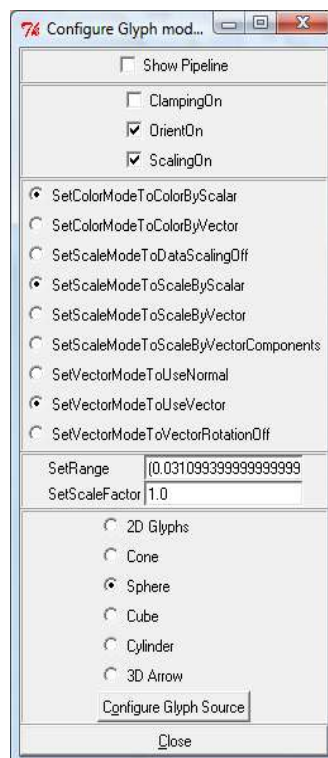 Configure Glyph mod...
Show Pipeline
ClampingOn
OrientOn
ScalingOn
SetColorModeToColorByScalar
SetColorModeToColorByVector
SetScaleModeToDataScalingOff
SetScaleModeToScaleByScalar
SetScaleModeToScaleByVector
SetScaleModeToScaleByVectorComponents
SetVectorModeToUseNormal
SetVectorModeToUseVector
SetVectorModeToVectorRotationOff
SetRange (0.031099399999999999
SetScaleFactor 1.0
2D Glyphs
Cone
Sphere
Cube
Cylinder
3D Arrow
Configure Glyph Source
Close